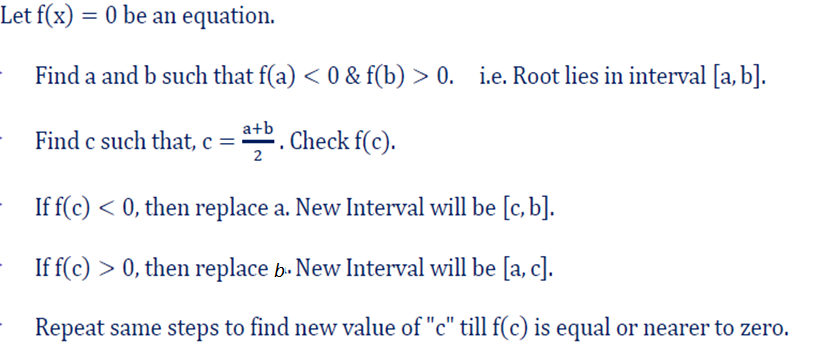 Let f(x) = 0 be an equation.
- Find a and b such that f(a) < 0 & f(b) > 0. i.e. Root lies in interval [a, b].
- Find c such that, c = a+b/2 . Check f(c).
- If f(c) < 0, then replace a. New Interval will be [c, b].
- If f(c) > 0, then replace b. New Interval will be [a, c].
- Repeat same steps to find new value of "c" till f(c) is equal or nearer to zero.